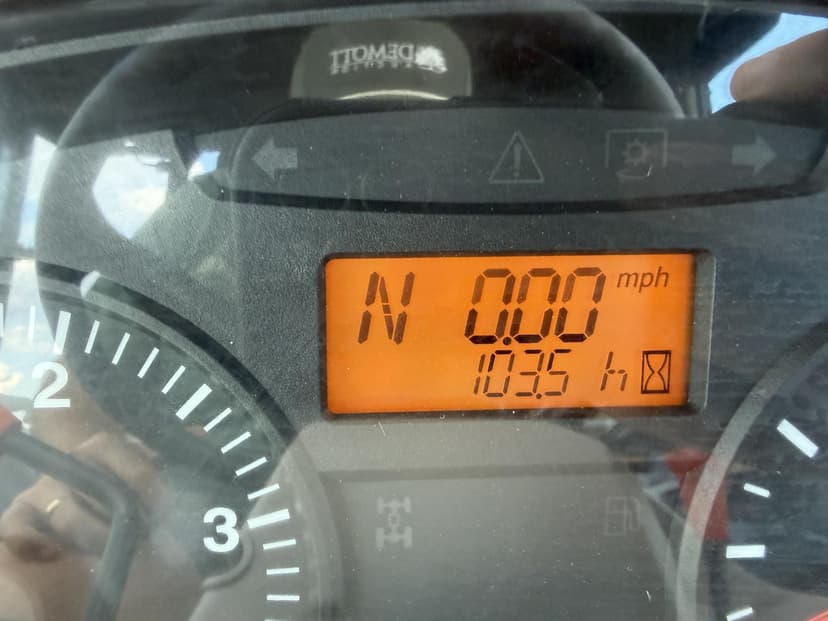 DEMOTT
N 0.00 mph
103.5 h
2
3